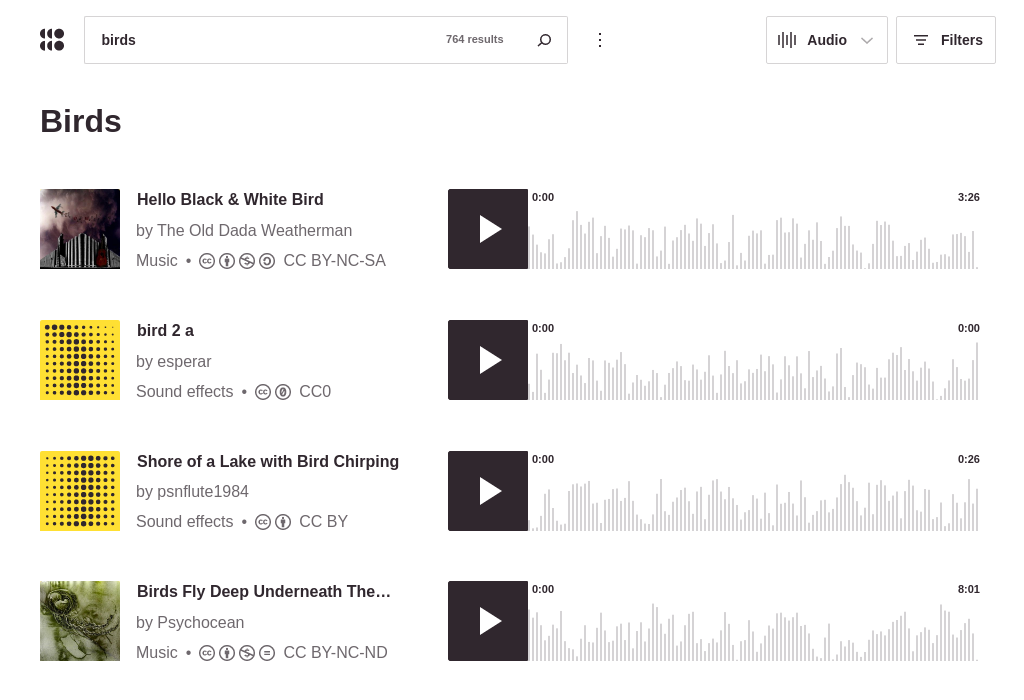 birds
764 results
Audio
Filters
Birds
Hello Black & White Bird
by The Old Dada Weatherman
Music • CC BY-NC-SA
0:00
3:26
bird 2 a
by esperar
Sound effects • CC0
0:00
0:00
Shore of a Lake with Bird Chirping
by psnflute1984
Sound effects • CC BY
0:00
0:26
Birds Fly Deep Underneath The…
by Psychocean
Music • CC BY-NC-ND
0:00
8:01